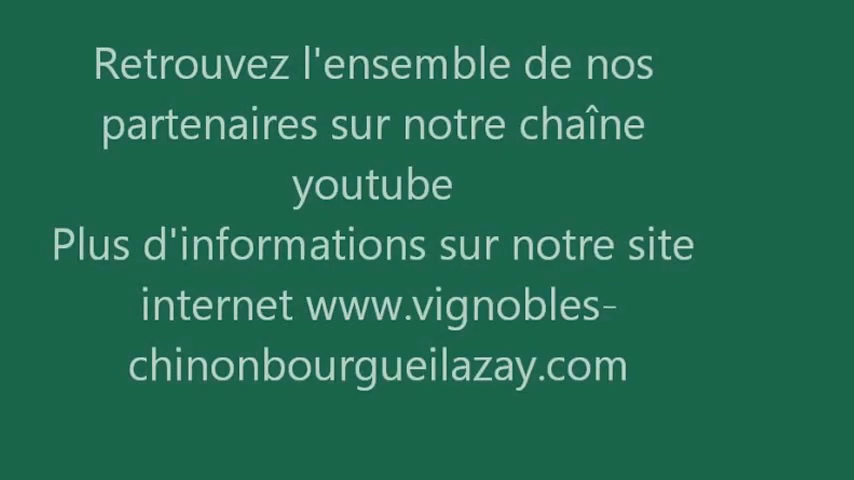 Retrouvez l'ensemble de nos
partenaires sur notre chaîne
youtube
Plus d'informations sur notre site
internet www.vignobles-
chinonbourgueilazay.com